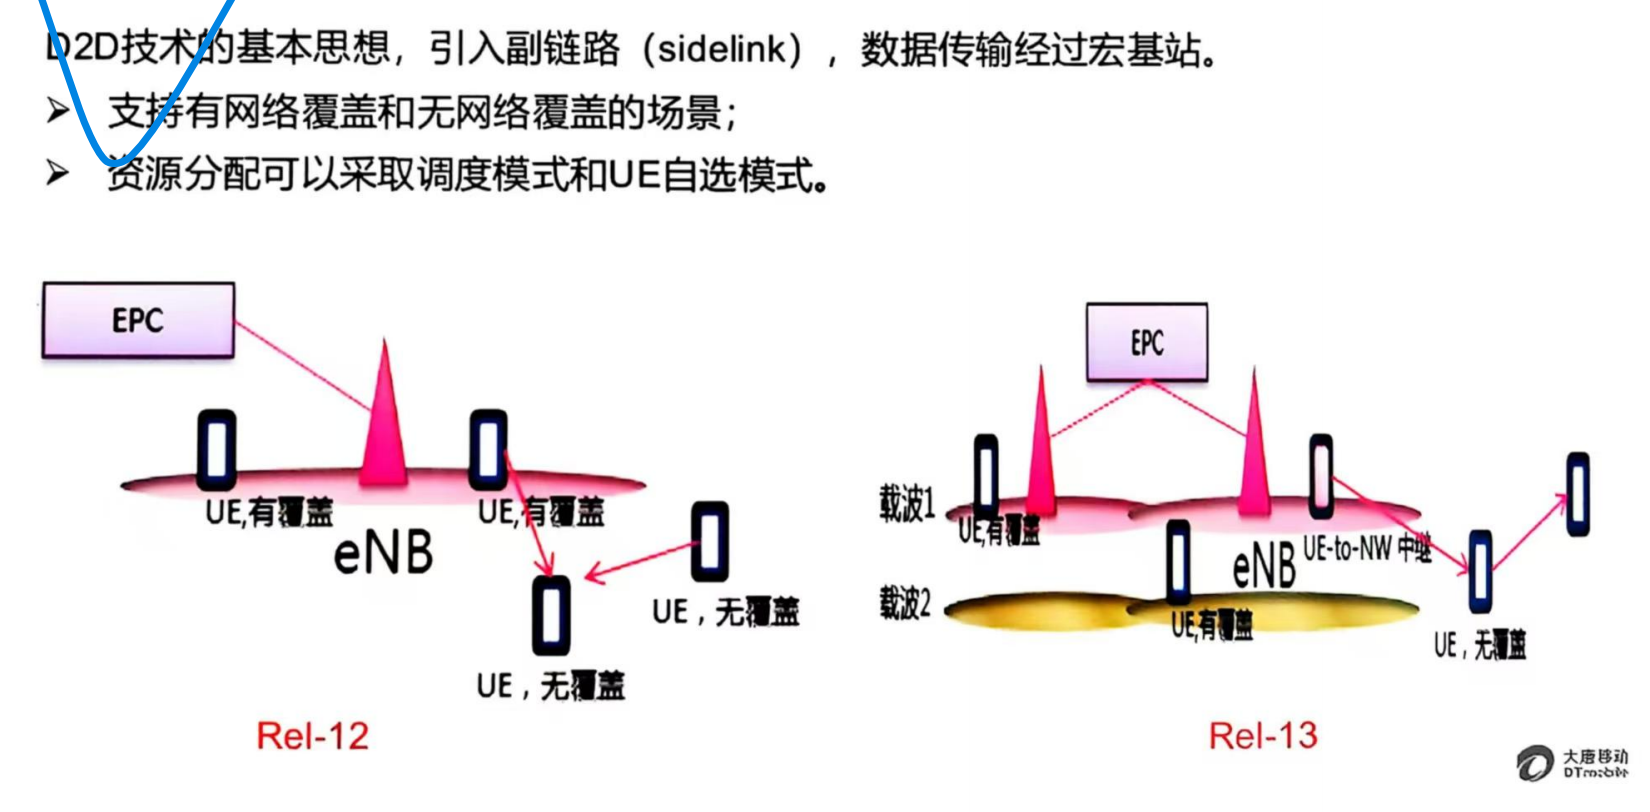 D2D技术的基本思想，引入副链路（sidelink），数据传输经过宏基站。
➢ 支持有网络覆盖和无网络覆盖的场景；
➢ 资源分配可以采取调度模式和UE自选模式。
EPC
UE,有覆盖
UE,有覆盖
eNB
UE，无覆盖
UE，无覆盖
Rel-12
EPC
载波1
UE,有覆盖
eNB
UE-to-NW 中继
载波2
UE,有覆盖
UE，无覆盖
Rel-13
大唐移动
DTmobile